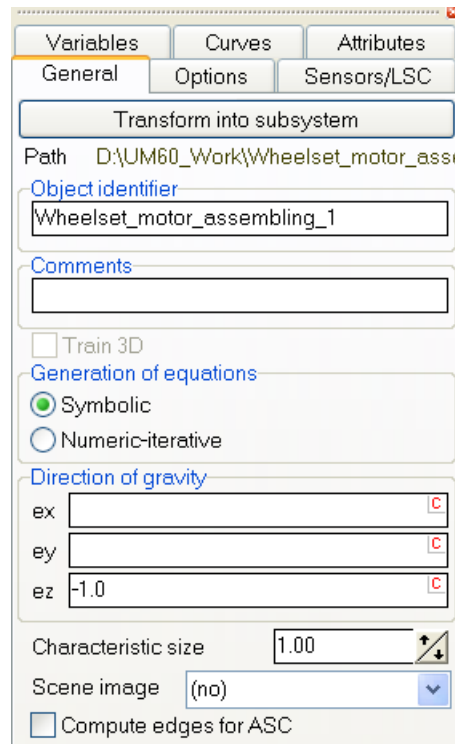 Variables Curves Attributes
General Options Sensors/LSC
Transform into subsystem
Path D:\UM60_Work\Wheelset_motor_asse
Object identifier
Wheelset_motor_assembling_1
Comments
Train 3D
Generation of equations
Symbolic
Numeric-iterative
Direction of gravity
ex C
ey C
ez -1.0 C
Characteristic size 1.00
Scene image (no)
Compute edges for ASC